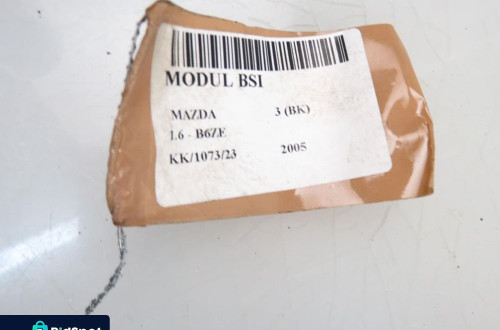 MODUL BSI
MAZDA 3 (BK)
1.6 - B6ZE
KK/1073/23 2005